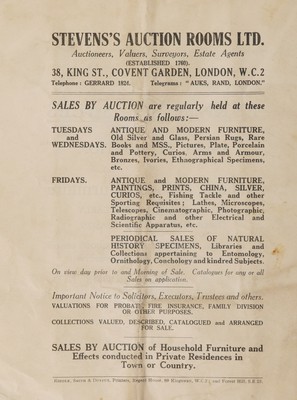 STEVENS'S AUCTION ROOMS LTD.
Auctioneers, Valuers, Surveyors, Estate Agents
(ESTABLISHED 1760).
38, KING ST., COVENT GARDEN, LONDON, W.C.2
Telephone : GERRARD 1824. Telegrams : "AUKS, RAND, LONDON."
SALES BY AUCTION are regularly held at these
Rooms as follows:—
TUESDAYS ANTIQUE AND MODERN FURNITURE,
and Old Silver and Glass, Persian Rugs, Rare
WEDNESDAYS. Books and MSS., Pictures, Plate, Porcelain
and Pottery, Curios, Arms and Armour,
Bronzes, Ivories, Ethnographical Specimens,
etc.
FRIDAYS. ANTIQUE and MODERN FURNITURE,
PAINTINGS, PRINTS, CHINA, SILVER,
CURIOS, etc., Fishing Tackle and other
Sporting Requisites ; Lathes, Microscopes,
Telescopes, Cinematographic, Photographic,
Radiographic and other Electrical and
Scientific Apparatus, etc.
PERIODICAL SALES OF NATURAL
HISTORY SPECIMENS, Libraries and
Collections appertaining to Entomology,
Ornithology, Conchology and kindred Subjects.
On view day prior to and Morning of Sale. Catalogues for any or all
Sales on application.
Important Notice to Solicitors, Executors, Trustees and others.
VALUATIONS FOR PROBATE, FIRE INSURANCE, FAMILY DIVISION
OR OTHER PURPOSES.
COLLECTIONS VALUED, DESCRIBED, CATALOGUED and ARRANGED
FOR SALE.
SALES BY AUCTION of Household Furniture and
Effects conducted in Private Residences in
Town or Country.
Printers, Regent House, Kingsway, W.C.2, and Forest Hill, S.E.23.